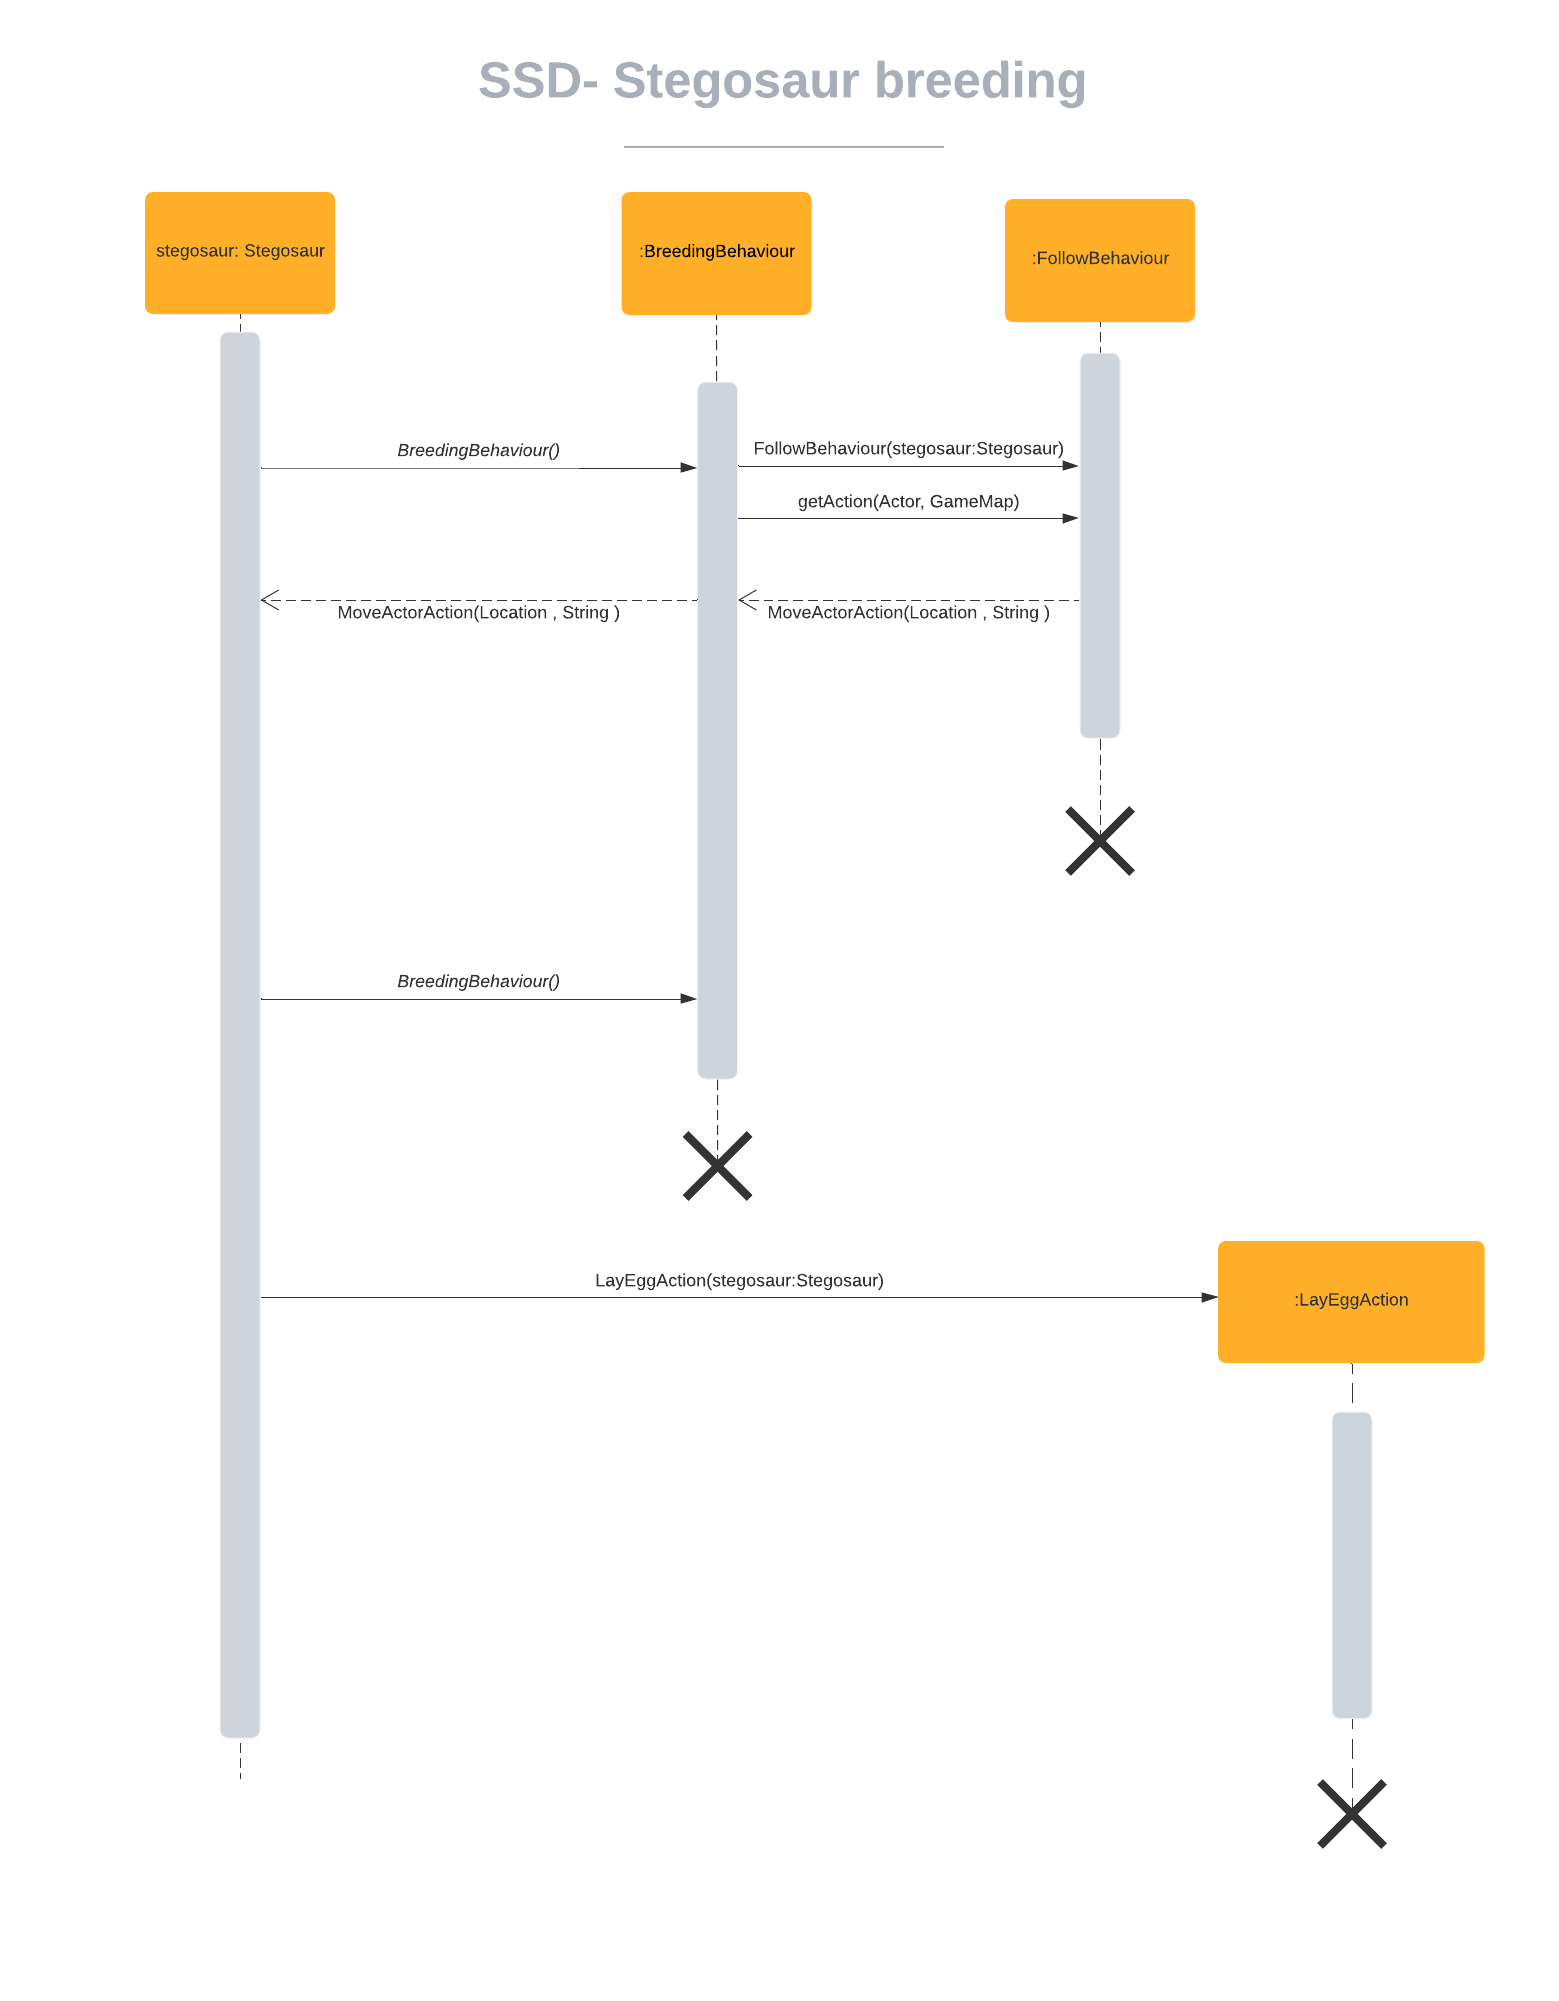 SSD- Stegosaur breeding
stegosaur: Stegosaur
:BreedingBehaviour
:FollowBehaviour
BreedingBehaviour()
FollowBehaviour(stegosaur:Stegosaur)
getAction(Actor, GameMap)
MoveActorAction(Location , String )
MoveActorAction(Location , String )
BreedingBehaviour()
LayEggAction(stegosaur:Stegosaur)
:LayEggAction